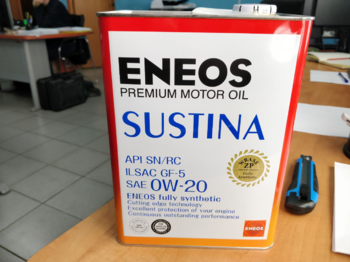 ENEOS
PREMIUM MOTOR OIL
SUSTINA
API SN/RC
ILSAC GF-5
SAE 0W-20
ENEOS fully synthetic
Cutting edge technology
Excellent protection of your engine
Continuous outstanding performance
ENEOS